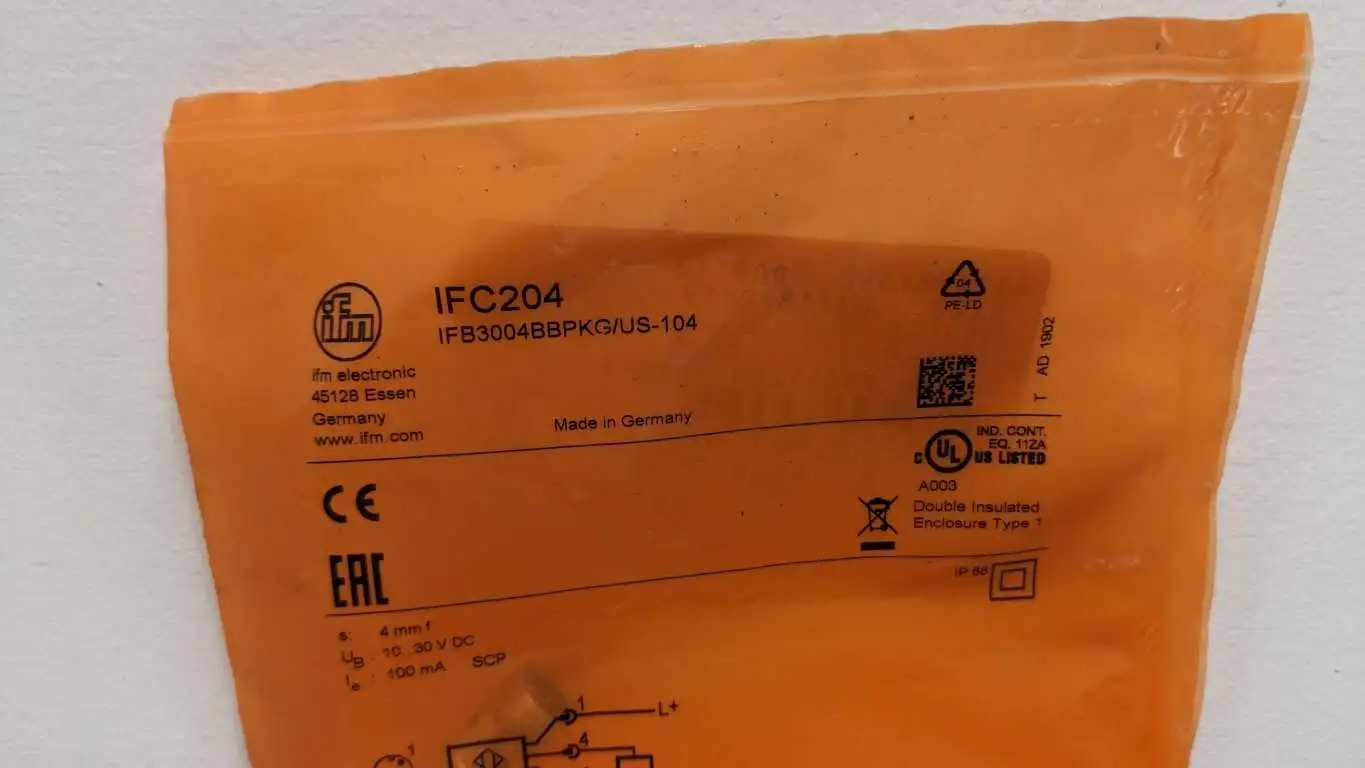 ifm
IFC204
IFB3004BBPKG/US-104
04
PE-LD
T AD 1902
ifm electronic
45128 Essen
Germany
www.ifm.com
Made in Germany
C UL US LISTED
IND. CONT.
EQ. 11ZA
A003
Double Insulated
Enclosure Type 1
CE
EAC
IP 68
s: 4 mm f
UB : 10...30 V DC
Ie : 100 mA SCP
1 L+
4
1